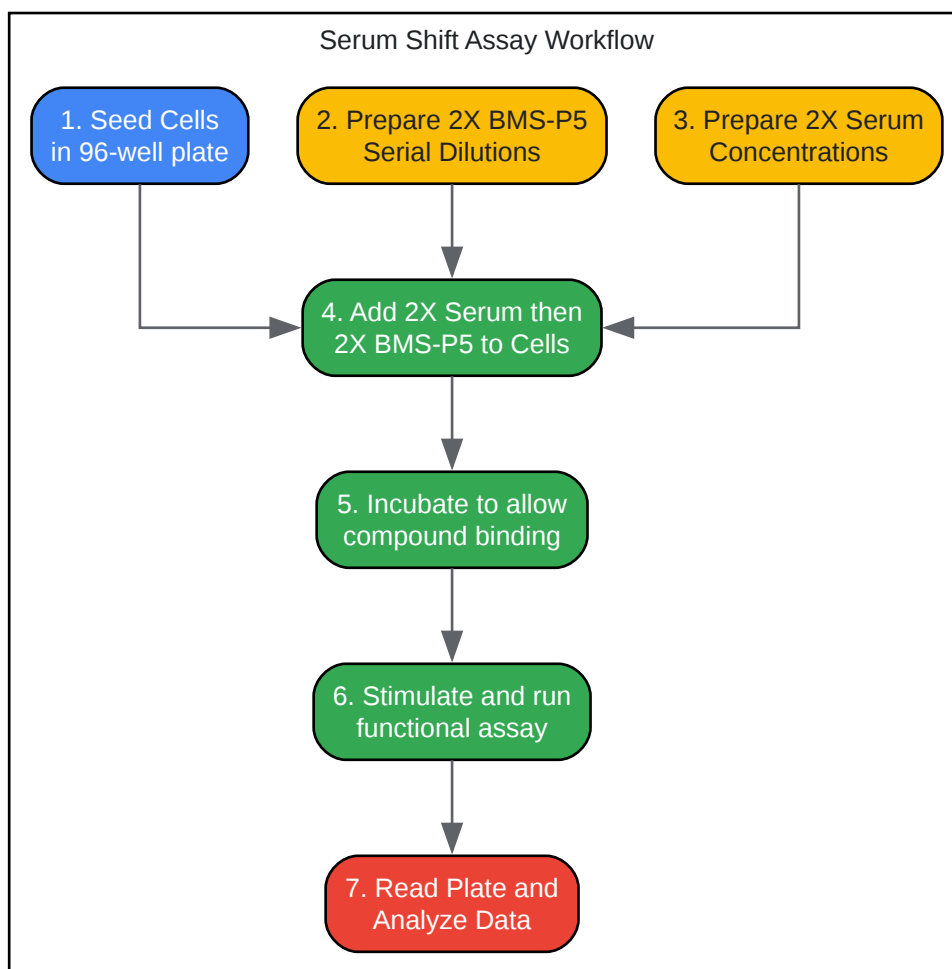 Serum Shift Assay Workflow
1. Seed Cells
in 96-well plate
2. Prepare 2X BMS-P5
Serial Dilutions
3. Prepare 2X Serum
Concentrations
4. Add 2X Serum then
2X BMS-P5 to Cells
5. Incubate to allow
compound binding
6. Stimulate and run
functional assay
7. Read Plate and
Analyze Data